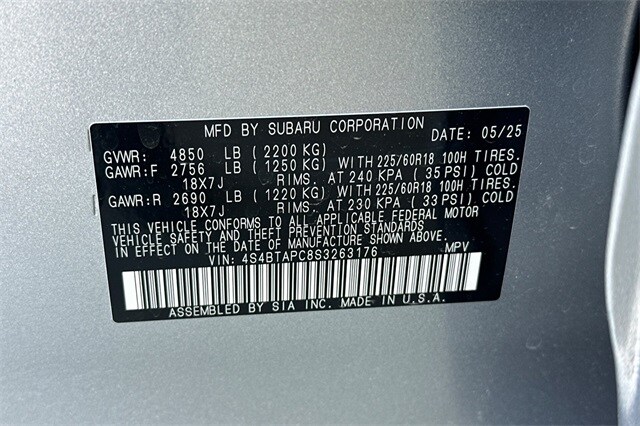 MFD BY SUBARU CORPORATION DATE: 05/25
GVWR: 4850 LB (2200 KG)
GAWR:F 2756 LB (1250 KG) WITH 225/60R18 100H TIRES.
18X7J RIMS. AT 240 KPA (35 PSI) COLD
GAWR:R 2690 LB (1220 KG) WITH 225/60R18 100H TIRES.
18X7J RIMS. AT 230 KPA (33 PSI) COLD
THIS VEHICLE CONFORMS TO ALL APPLICABLE FEDERAL MOTOR
VEHICLE SAFETY AND THEFT PREVENTION STANDARDS
IN EFFECT ON THE DATE OF MANUFACTURE SHOWN ABOVE.
VIN: 4S4BTAPC8S3263176 MPV
ASSEMBLED BY SIA INC. MADE IN U.S.A.